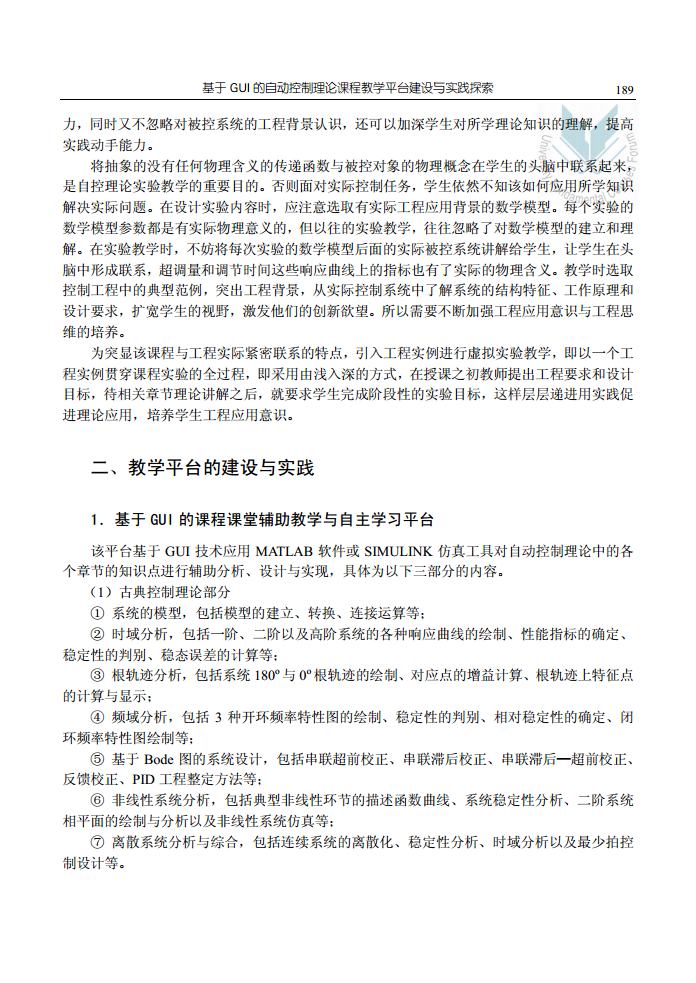 基于 GUI 的自动控制理论课程教学平台建设与实践探索 189
力，同时又不忽略对被控系统的工程背景认识，还可以加深学生对所学理论知识的理解，提高
实践动手能力。
将抽象的没有任何物理含义的传递函数与被控对象的物理概念在学生的头脑中联系起来，
是自控理论实验教学的重要目的。否则面对实际控制任务，学生依然不知该如何应用所学知识
解决实际问题。在设计实验内容时，应注意选取有实际工程应用背景的数学模型。每个实验的
数学模型参数都是有实际物理意义的，但以往的实验教学，往往忽略了对数学模型的建立和理
解。在实验教学时，不妨将每次实验的数学模型后面的实际被控系统讲解给学生，让学生在头
脑中形成联系，超调量和调节时间这些响应曲线上的指标也有了实际的物理含义。教学时选取
控制工程中的典型范例，突出工程背景，从实际控制系统中了解系统的结构特征、工作原理和
设计要求，扩宽学生的视野，激发他们的创新欲望。所以需要不断加强工程应用意识与工程思
维的培养。
为突显该课程与工程实际紧密联系的特点，引入工程实例进行虚拟实验教学，即以一个工
程实例贯穿课程实验的全过程，即采用由浅入深的方式，在授课之初教师提出工程要求和设计
目标，待相关章节理论讲解之后，就要求学生完成阶段性的实验目标，这样层层递进用实践促
进理论应用，培养学生工程应用意识。
二、教学平台的建设与实践
1．基于 GUI 的课程课堂辅助教学与自主学习平台
该平台基于 GUI 技术应用 MATLAB 软件或 SIMULINK 仿真工具对自动控制理论中的各
个章节的知识点进行辅助分析、设计与实现，具体为以下三部分的内容。
（1）古典控制理论部分
① 系统的模型，包括模型的建立、转换、连接运算等；
② 时域分析，包括一阶、二阶以及高阶系统的各种响应曲线的绘制、性能指标的确定、
稳定性的判别、稳态误差的计算等；
③ 根轨迹分析，包括系统 180º 与 0º 根轨迹的绘制、对应点的增益计算、根轨迹上特征点
的计算与显示；
④ 频域分析，包括 3 种开环频率特性图的绘制、稳定性的判别、相对稳定性的确定、闭
环频率特性图绘制等；
⑤ 基于 Bode 图的系统设计，包括串联超前校正、串联滞后校正、串联滞后—超前校正、
反馈校正、PID 工程整定方法等；
⑥ 非线性系统分析，包括典型非线性环节的描述函数曲线、系统稳定性分析、二阶系统
相平面的绘制与分析以及非线性系统仿真等；
⑦ 离散系统分析与综合，包括连续系统的离散化、稳定性分析、时域分析以及最少拍控
制设计等。